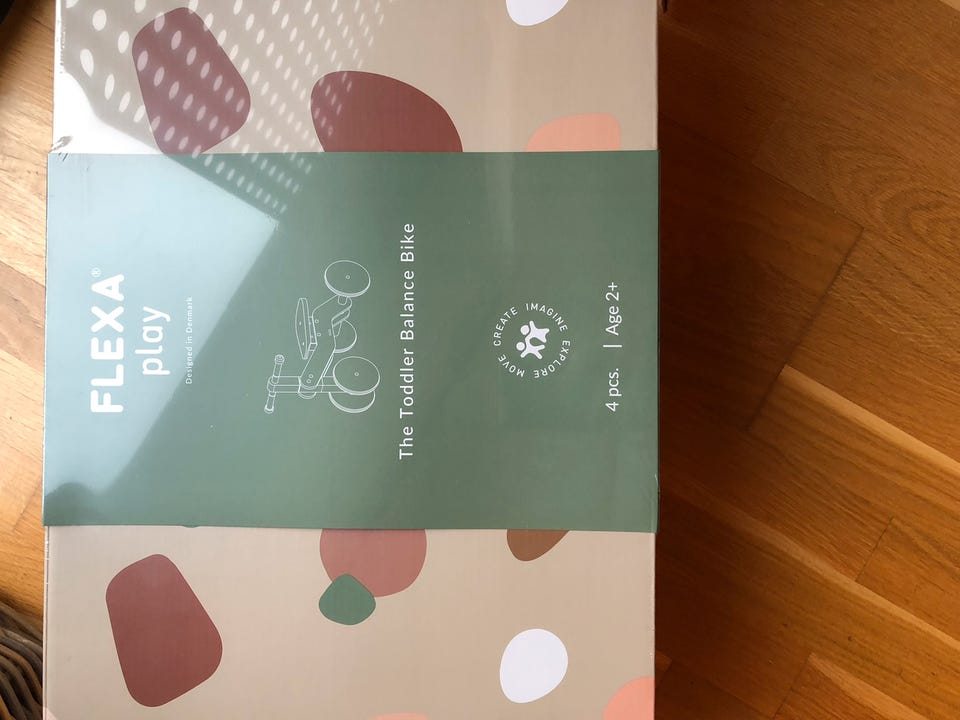 FLEXA®
play
Designed in Denmark
The Toddler Balance Bike
CREATE IMAGINE EXPLORE MOVE
4 pcs. | Age 2+